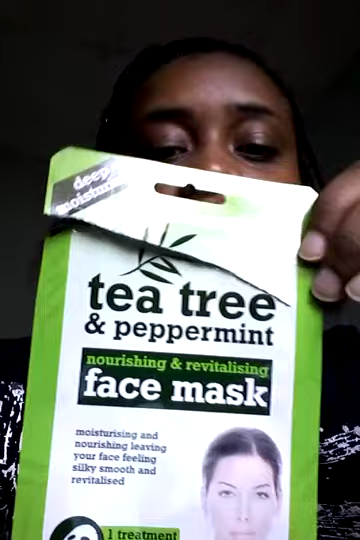 deep
moisture
tea tree
& peppermint
nourishing & revitalising
face mask
moisturising and
nourishing leaving
your face feeling
silky smooth and
revitalised
1 treatment